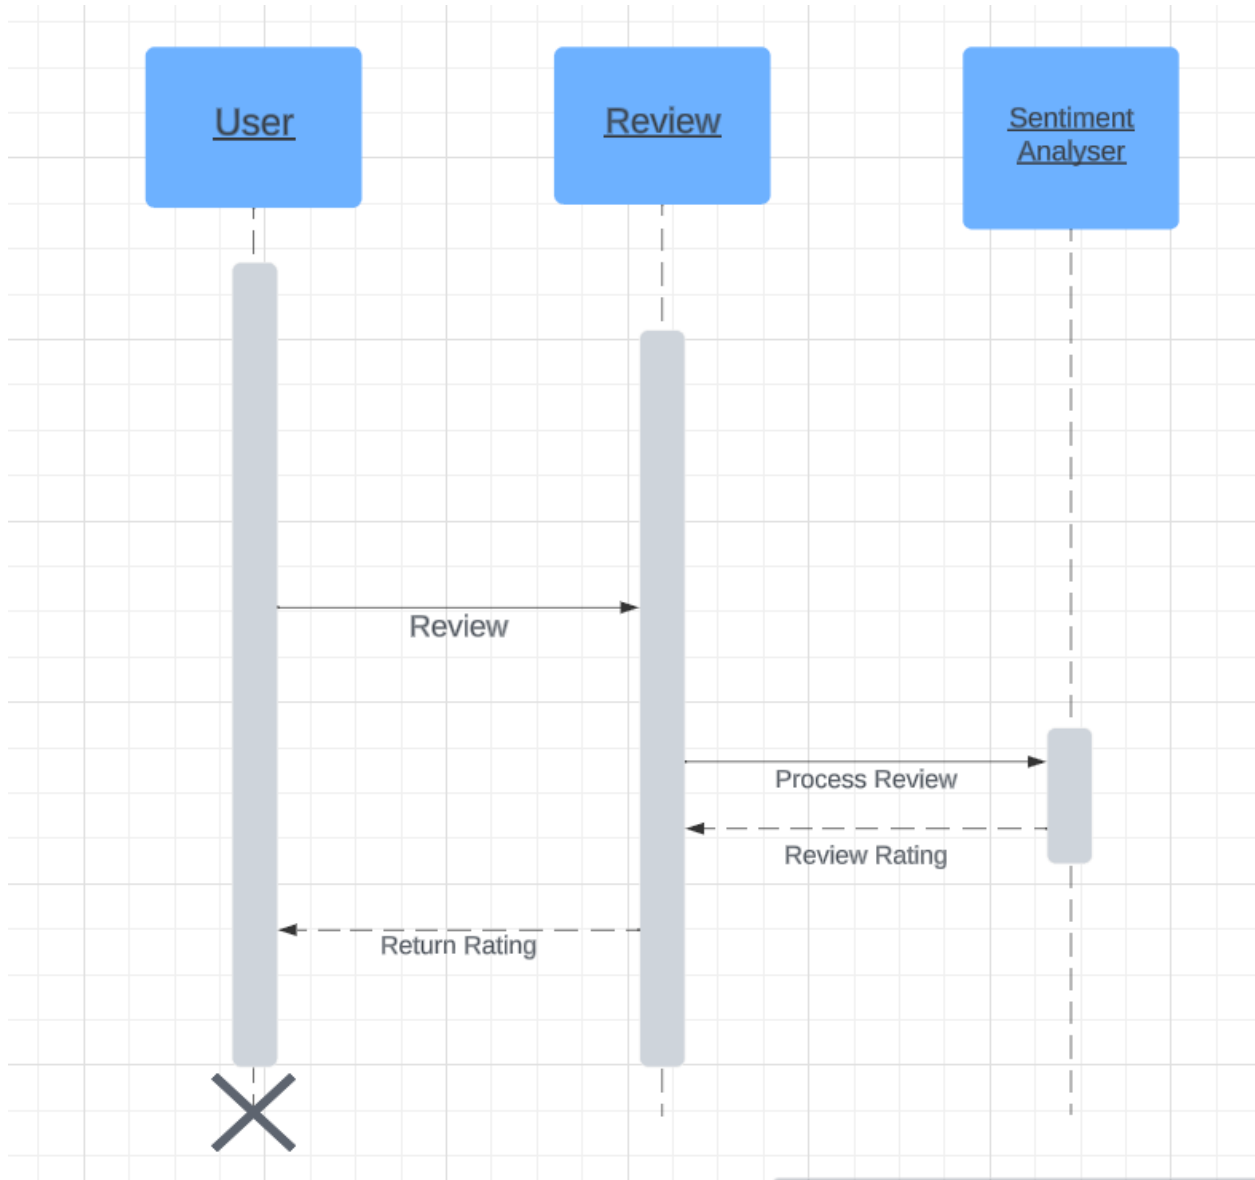 User
Review
Sentiment
Analyser
Review
Process Review
Review Rating
Return Rating